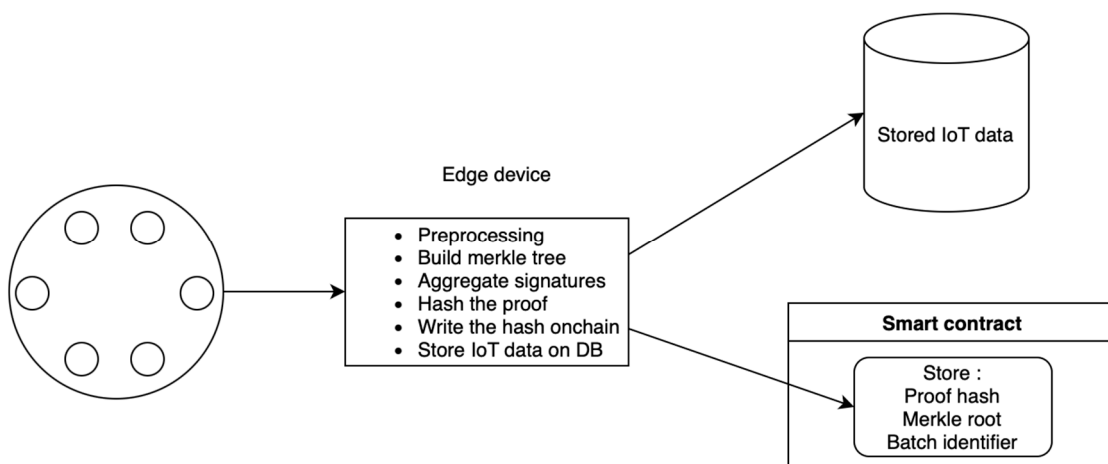 Edge device
• Preprocessing
• Build merkle tree
• Aggregate signatures
• Hash the proof
• Write the hash onchain
• Store IoT data on DB
Stored IoT data
Smart contract
Store :
Proof hash
Merkle root
Batch identifier